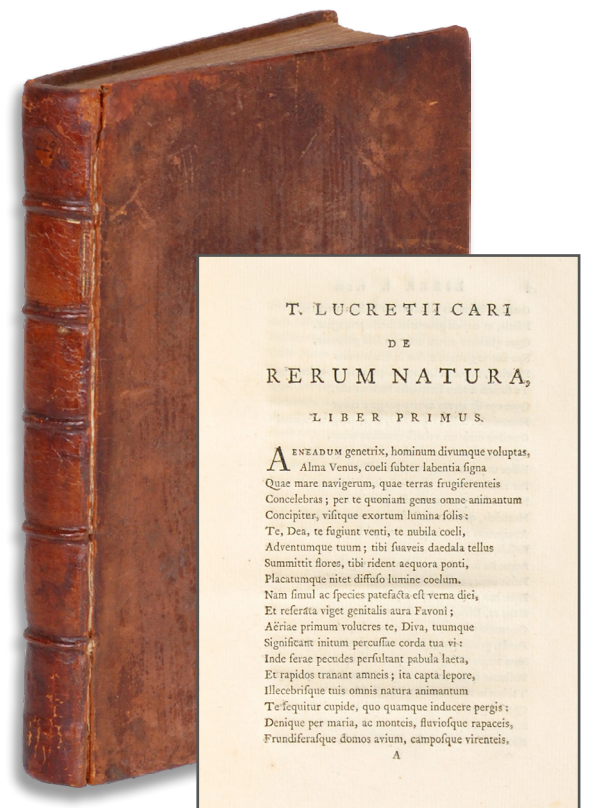 T. LUCRETII CARI
DE
RERUM NATURA,
LIBER PRIMUS.
AENEADUM genetrix, hominum divumque voluptas,
Alma Venus, coeli ſubter labentia ſigna
Quae mare navigerum, quae terras frugiferenteis
Concelebras; per te quoniam genus omne animantum
Concipitur, viſitque exortum lumina ſolis:
Te, Dea, te fugiunt venti, te nubila coeli,
Adventumque tuum; tibi ſuaveis daedala tellus
Summittit flores, tibi rident aequora ponti,
Placatumque nitet diffuſo lumine coelum.
Nam ſimul ac ſpecies patefacta eſt verna diei,
Et reſerata viget genitalis aura Favonî;
Aëriae primum volucres te, Diva, tuumque
Significant initum percuſſae corda tua vi:
Inde ferae pecudes perſultant pabula laeta,
Et rapidos tranant amneis; ita capta lepore,
Illecebriſque tuis omnis natura animantum
Te ſequitur cupide, quo quamque inducere pergis:
Denique per maria, ac monteis, fluvioſque rapaceis,
Frundiferaſque domos avium, campoſque virenteis,
A